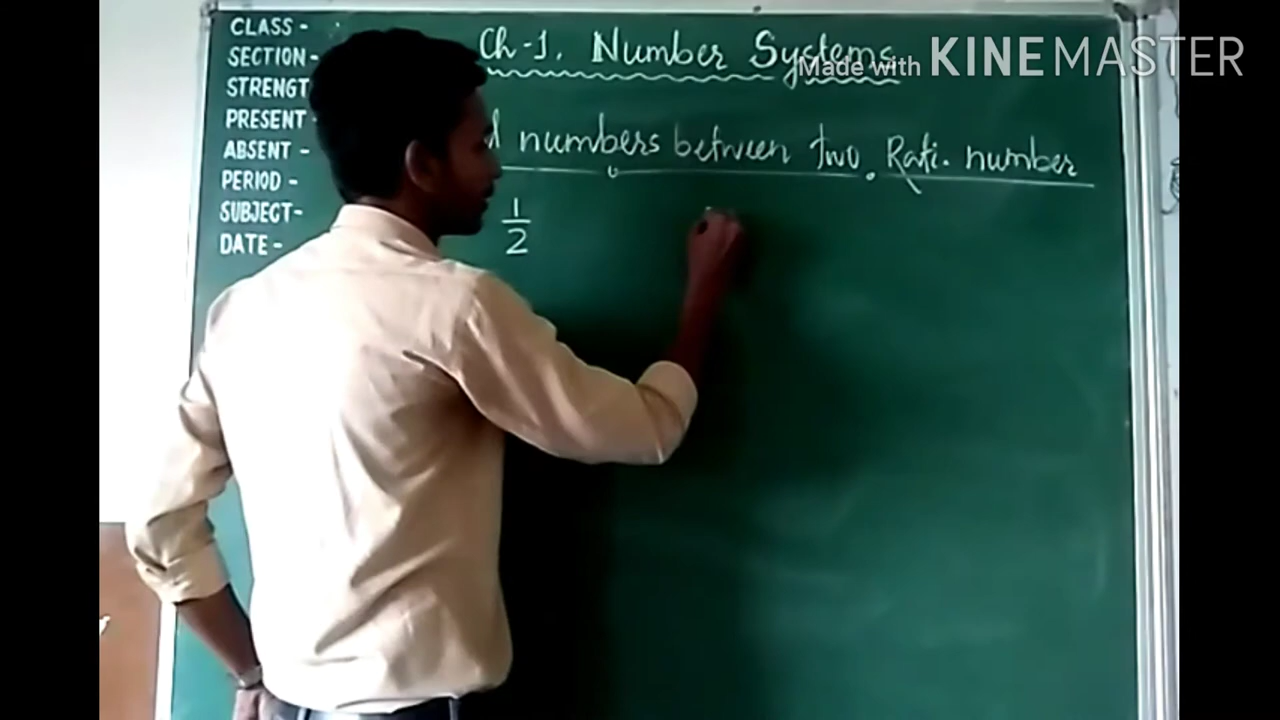 CLASS -
SECTION -
STRENGT
PRESENT -
ABSENT -
PERIOD -
SUBJECT-
DATE -
Ch-1. Number Systems
Made with KINEMASTER
numbers between two Rati. number
1
2